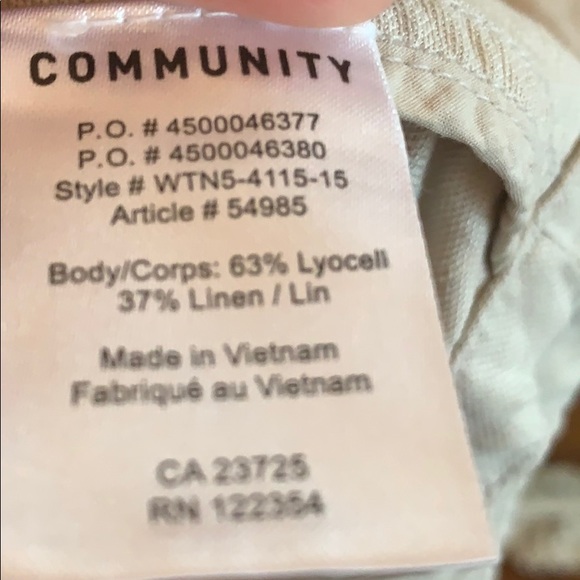 COMMUNITY
P.O. # 4500046377
P.O. # 4500046380
Style # WTN5-4115-15
Article # 54985
Body/Corps: 63% Lyocell
37% Linen / Lin
Made in Vietnam
Fabriqué au Vietnam
CA 23725
RN 122354